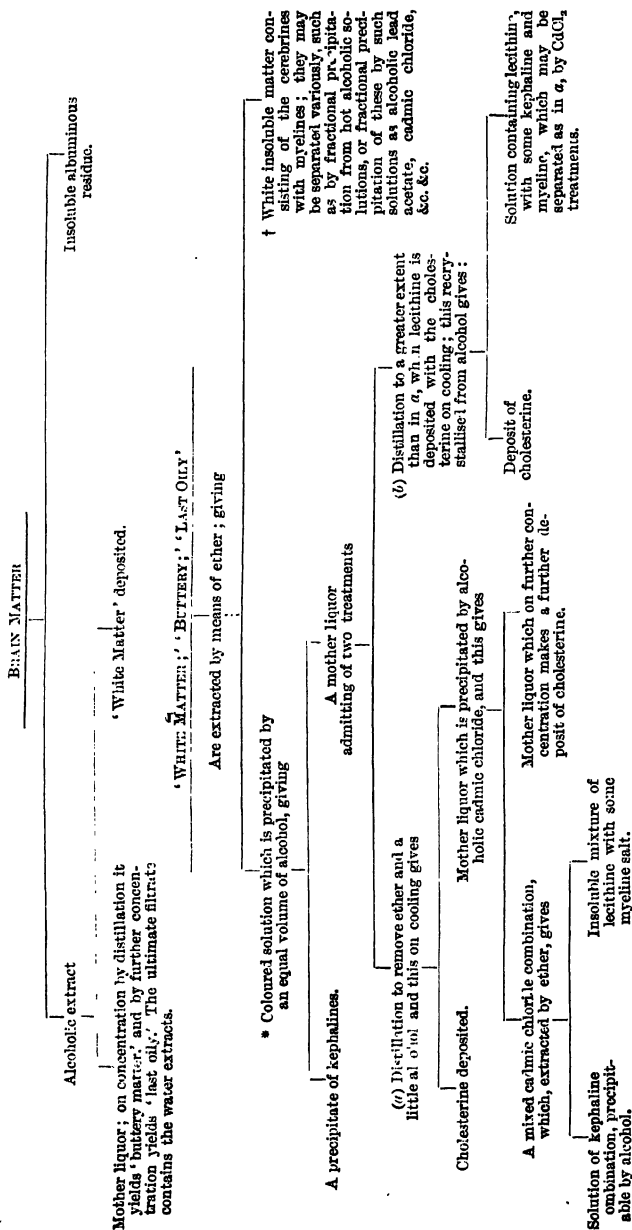 BRAIN MATTER
Alcoholic extract
Insoluble albuminous
residue.
Mother liquor; on concentration by distillation it
yields 'buttery matter.' and by further concen-
tration yields 'last oily.' The ultimate filtrate
contains the water extracts.
'White Matter' deposited.
'WHITE MATTER;' 'BUTTERY;' 'LAST OILY'
Are extracted by means of ether; giving
* Coloured solution which is precipitated by
an equal volume of alcohol, giving
† White insoluble matter con-
sisting of the cerebrines
with myelines; they may
be separated variously, such
as by fractional precipita-
tion from hot alcoholic so-
lutions, or fractional preci-
pitation of these by such
solutions as alcoholic lead
acetate, cadmic chloride,
&c. &c.
A precipitate of kephalines.
A mother liquor
admitting of two treatments
(a) Distillation to remove ether and a
little alcohol and this on cooling gives
(b) Distillation to a greater extent
than in a, when lecithine is
deposited with the choles-
terine on cooling; this recry-
stallised from alcohol gives:
Cholesterine deposited.
Mother liquor which is precipitated by alco-
holic cadmic chloride, and this gives
Deposit of
cholesterine.
Solution containing lecithin,
with some kephaline and
myeline, which may be
separated as in a, by CdCl₂
treatments.
A mixed cadmic chloride combination,
which, extracted by ether, gives
Mother liquor which on further con-
centration makes a further de-
posit of cholesterine.
Solution of kephaline
ombination, precipit-
able by alcohol.
Insoluble mixture of
lecithine with some
myeline salt.